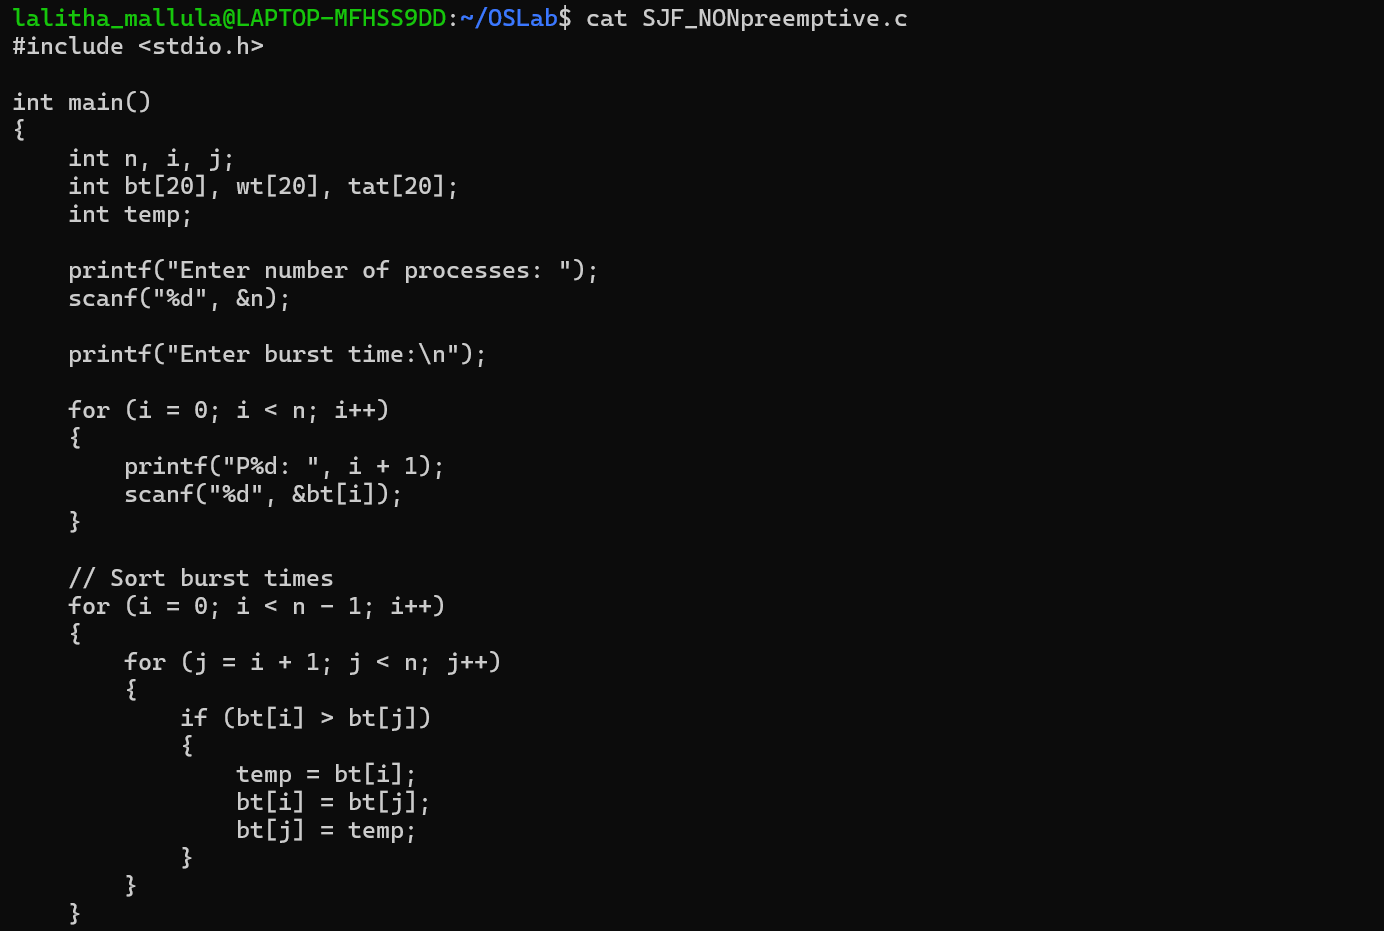 lalitha_mallula@LAPTOP-MFHSS9DD:~/OSLab$ cat SJF_NONpreemptive.c
#include <stdio.h>

int main()
{
    int n, i, j;
    int bt[20], wt[20], tat[20];
    int temp;

    printf("Enter number of processes: ");
    scanf("%d", &n);

    printf("Enter burst time:\n");

    for (i = 0; i < n; i++)
    {
        printf("P%d: ", i + 1);
        scanf("%d", &bt[i]);
    }

    // Sort burst times
    for (i = 0; i < n - 1; i++)
    {
        for (j = i + 1; j < n; j++)
        {
            if (bt[i] > bt[j])
            {
                temp = bt[i];
                bt[i] = bt[j];
                bt[j] = temp;
            }
        }
    }